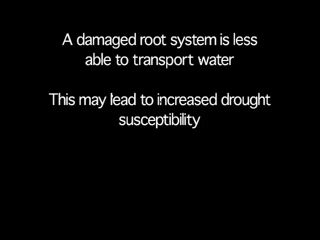 A damaged root system is less
able to transport water
This may lead to increased drought
susceptibility